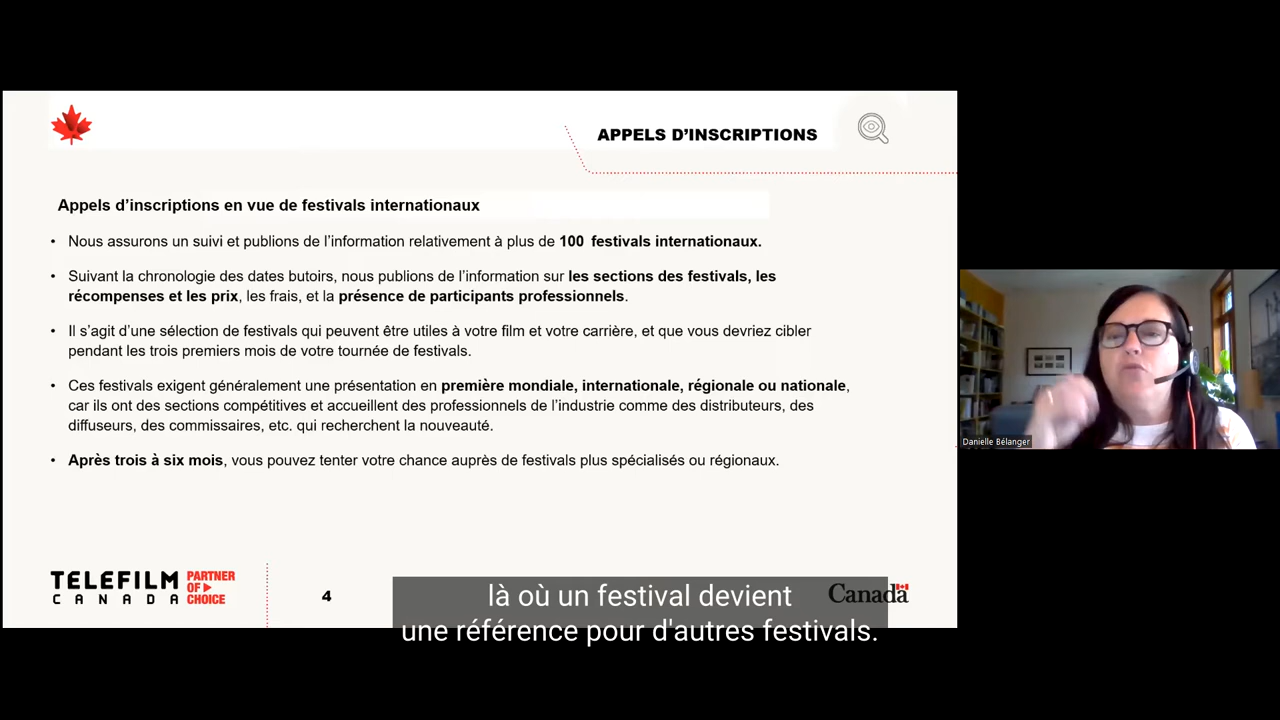 APPELS D’INSCRIPTIONS
Appels d’inscriptions en vue de festivals internationaux
• Nous assurons un suivi et publions de l’information relativement à plus de 100 festivals internationaux.
• Suivant la chronologie des dates butoirs, nous publions de l’information sur les sections des festivals, les
récompenses et les prix, les frais, et la présence de participants professionnels.
• Il s’agit d’une sélection de festivals qui peuvent être utiles à votre film et votre carrière, et que vous devriez cibler
pendant les trois premiers mois de votre tournée de festivals.
• Ces festivals exigent généralement une présentation en première mondiale, internationale, régionale ou nationale,
car ils ont des sections compétitives et accueillent des professionnels de l’industrie comme des distributeurs, des
diffuseurs, des commissaires, etc. qui recherchent la nouveauté.
• Après trois à six mois, vous pouvez tenter votre chance auprès de festivals plus spécialisés ou régionaux.
Danielle Bélanger
TELEFILM
CANADA
PARTNER
OF
CHOICE
4
Canada
là où un festival devient
une référence pour d'autres festivals.